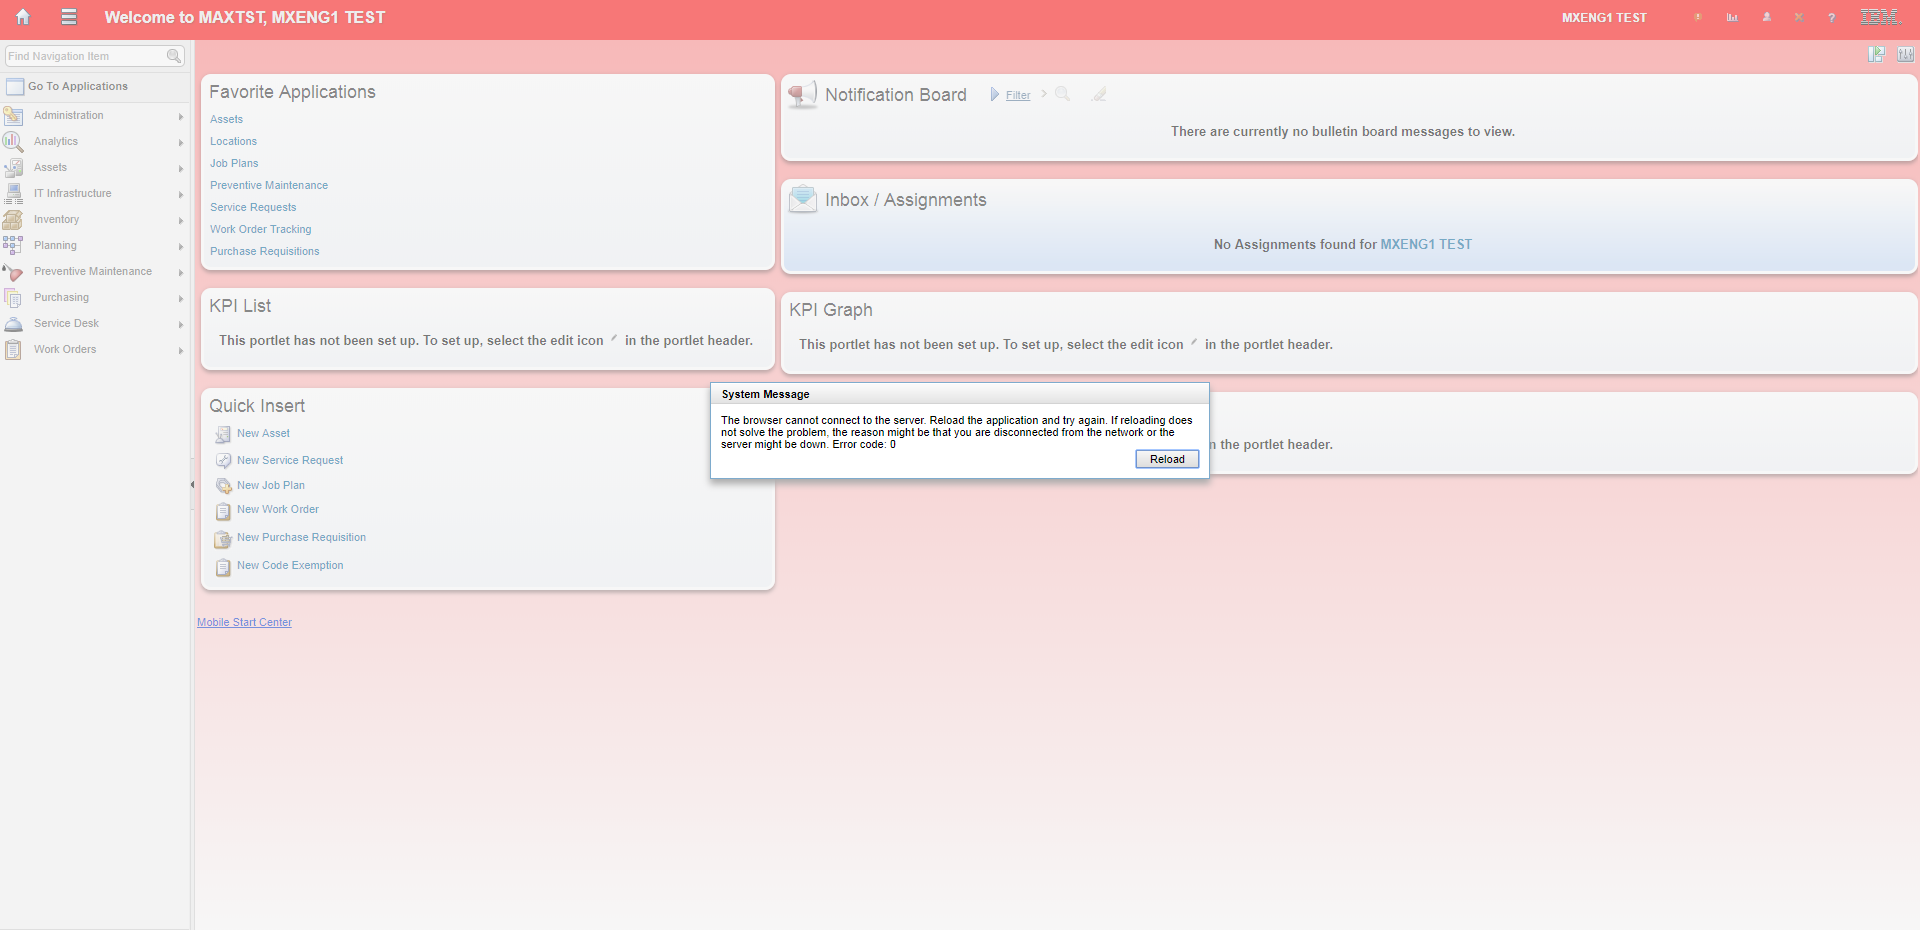 Welcome to MAXTST, MXENG1 TEST
MXENG1 TEST
?
IBM.
Find Navigation Item
Go To Applications
Administration
Analytics
Assets
IT Infrastructure
Inventory
Planning
Preventive Maintenance
Purchasing
Service Desk
Work Orders
Favorite Applications
Assets
Locations
Job Plans
Preventive Maintenance
Service Requests
Work Order Tracking
Purchase Requisitions
Notification Board
Filter
There are currently no bulletin board messages to view.
Inbox / Assignments
No Assignments found for MXENG1 TEST
KPI List
This portlet has not been set up. To set up, select the edit icon in the portlet header.
KPI Graph
This portlet has not been set up. To set up, select the edit icon in the portlet header.
Quick Insert
New Asset
New Service Request
New Job Plan
New Work Order
New Purchase Requisition
New Code Exemption
System Message
The browser cannot connect to the server. Reload the application and try again. If reloading does
not solve the problem, the reason might be that you are disconnected from the network or the
server might be down. Error code: 0
Reload
the portlet header.
Mobile Start Center